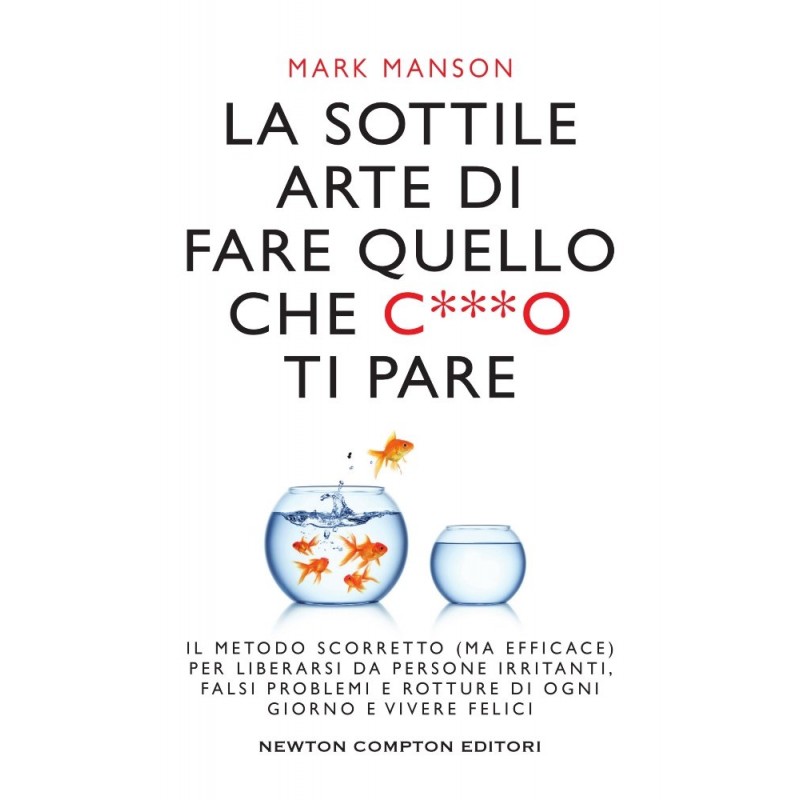 MARK MANSON
LA SOTTILE
ARTE DI
FARE QUELLO
CHE C***O
TI PARE
IL METODO SCORRETTO (MA EFFICACE)
PER LIBERARSI DA PERSONE IRRITANTI,
FALSI PROBLEMI E ROTTURE DI OGNI
GIORNO E VIVERE FELICI
NEWTON COMPTON EDITORI